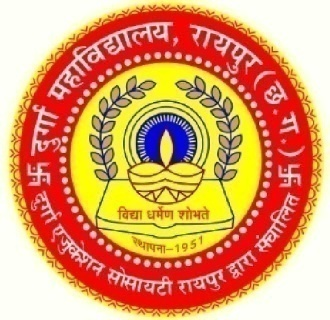 卐 दुर्गा महाविद्यालय, रायपुर (छ.ग.) 卐
विद्या धर्मेण शोभते
स्थापना-1951
दुर्गा एजुकेशन सोसायटी रायपुर द्वारा संचालित